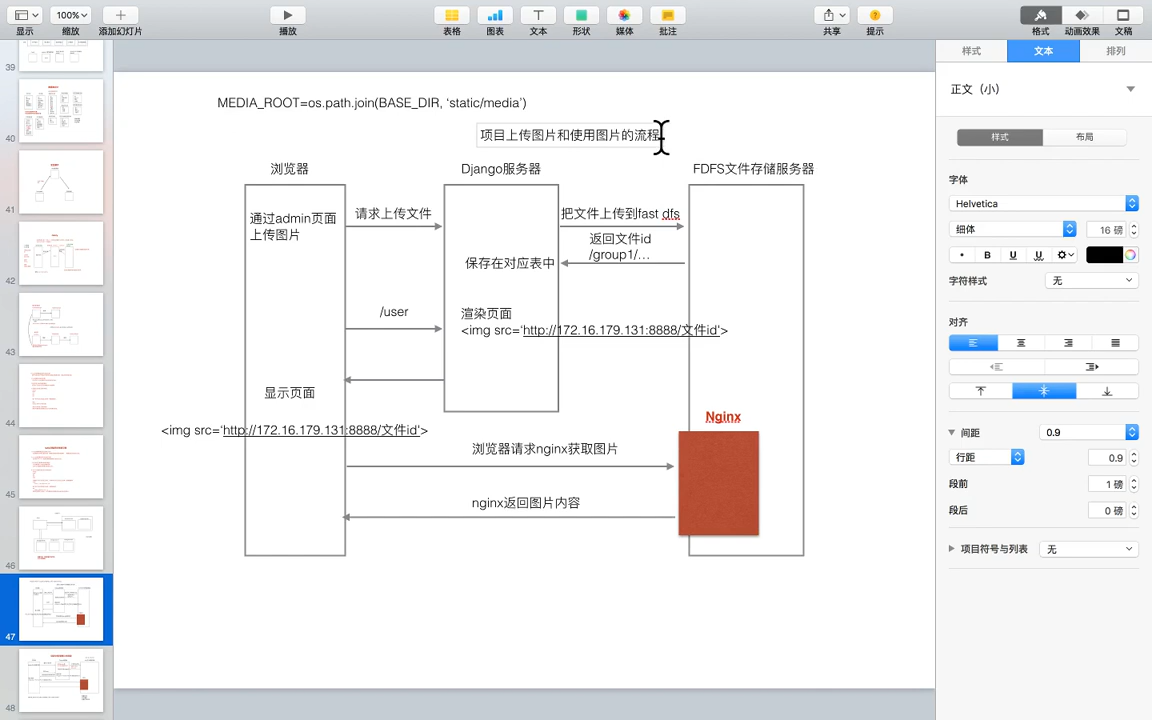 100%
显示
缩放
添加幻灯片
播放
表格
图表
文本
形状
媒体
批注
共享
提示
格式
动画效果
文稿
样式
文本
排列
正文（小）
样式
布局
字体
Helvetica
细体
16 磅
B
U
U
字符样式
无
对齐
间距
0.9
行距
0.9
段前
1 磅
段后
0 磅
项目符号与列表
无
39
40
41
42
43
44
45
46
47
48
MEDIA_ROOT=os.path.join(BASE_DIR, ‘static/media’)
项目上传图片和使用图片的流程
浏览器
Django服务器
FDFS文件存储服务器
通过admin页面
上传图片
请求上传文件
把文件上传到fast dfs
返回文件id
/group1/…
保存在对应表中
/user
渲染页面
<img src=‘http://172.16.179.131:8888/文件id’>
显示页面
<img src=‘http://172.16.179.131:8888/文件id’>
Nginx
浏览器请求nginx获取图片
nginx返回图片内容